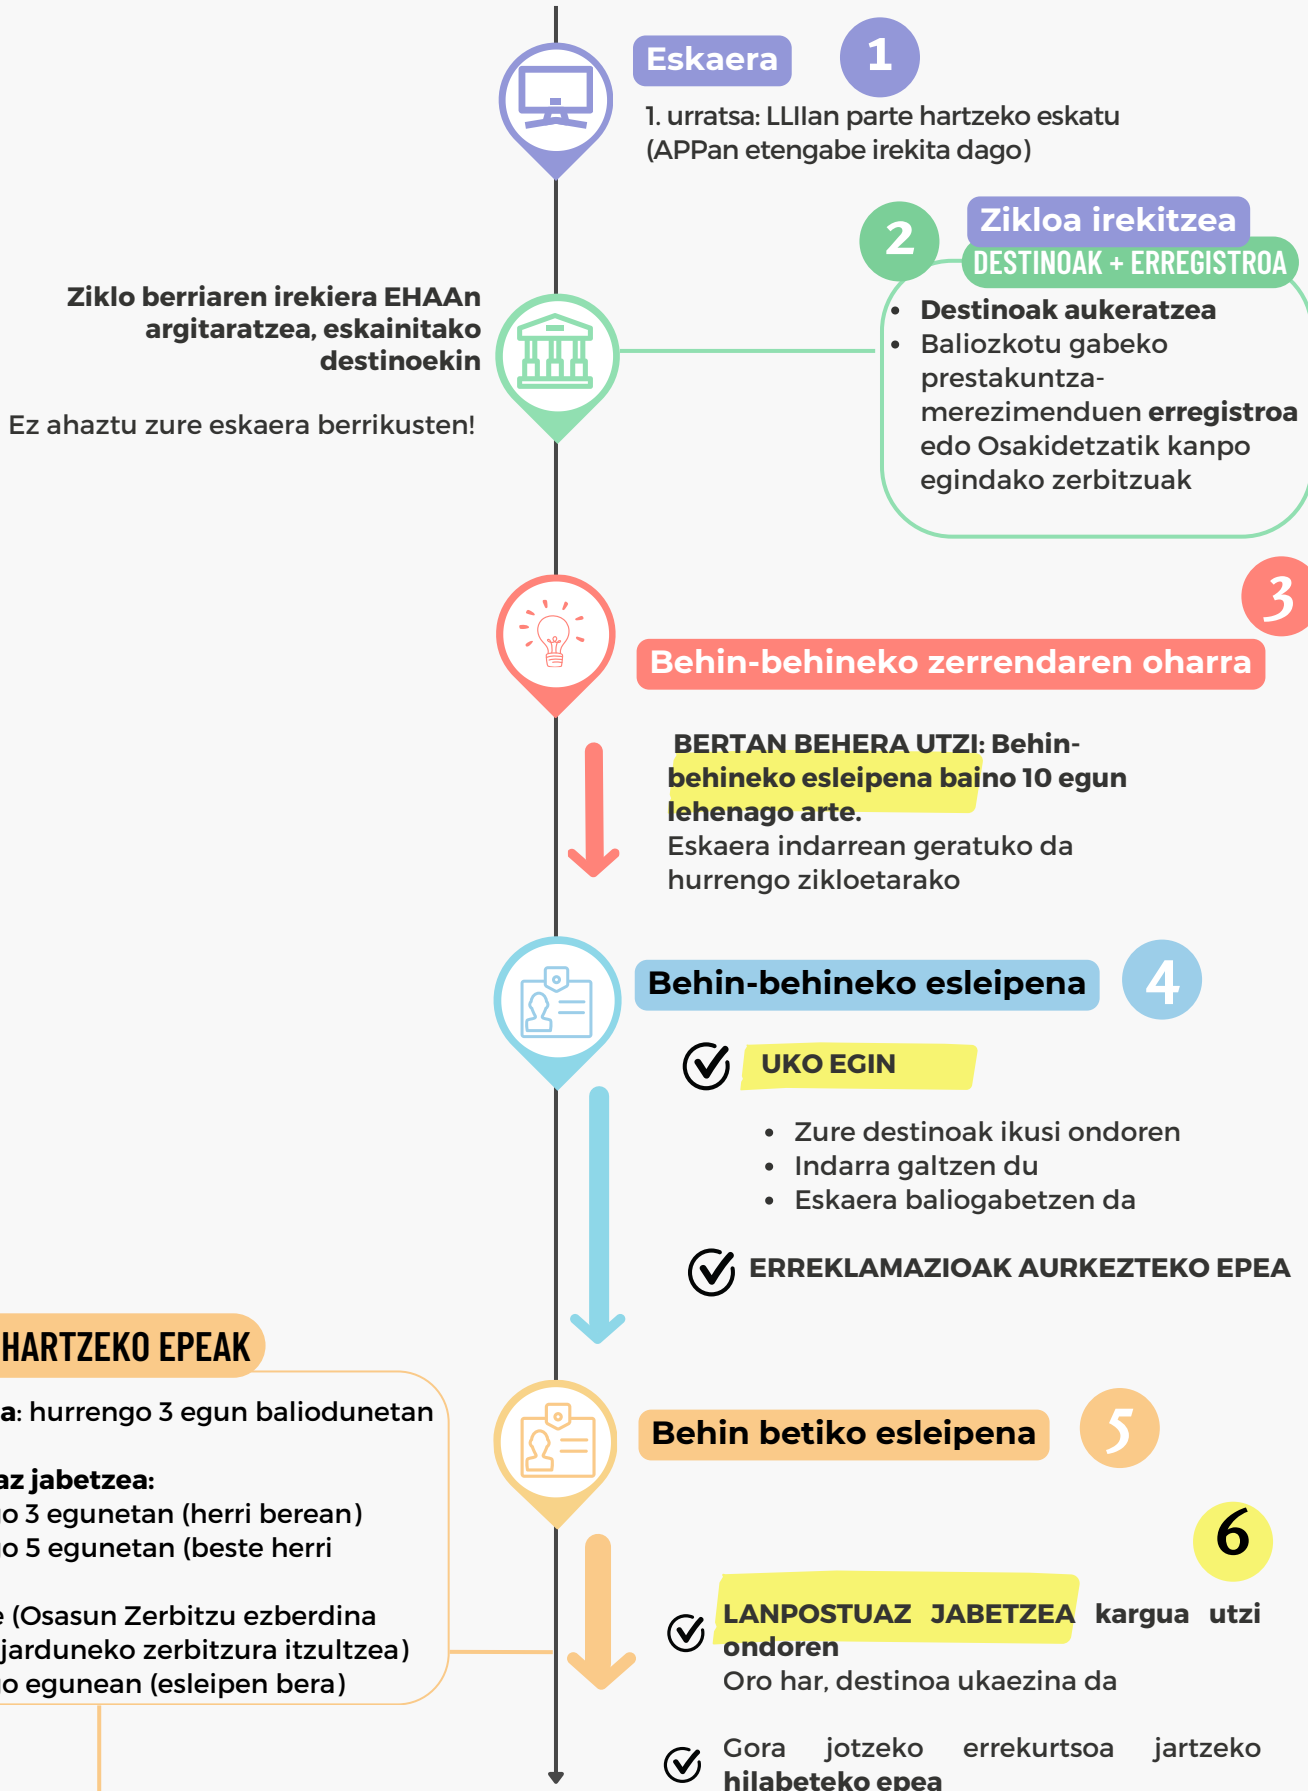 Eskaera
1
1. urratsa: LLIIan parte hartzeko eskatu
(APPan etengabe irekita dago)
2
Zikloa irekitzea
DESTINOAK + ERREGISTROA
Ziklo berriaren irekiera EHAAn
argitaratzea, eskainitako
destinoekin
Ez ahaztu zure eskaera berrikusten!
• Destinoak aukeratzea
• Baliozkotu gabeko
prestakuntza-
merezimenduen erregistroa
edo Osakidetzatik kanpo
egindako zerbitzuak
3
Behin-behineko zerrendaren oharra
BERTAN BEHERA UTZI: Behin-
behineko esleipena baino 10 egun
lehenago arte.
Eskaera indarrean geratuko da
hurrengo zikloetarako
Behin-behineko esleipena
4
UKO EGIN
• Zure destinoak ikusi ondoren
• Indarra galtzen du
• Eskaera baliogabetzen da
ERREKLAMAZIOAK AURKEZTEKO EPEA
HARTZEKO EPEAK
a: hurrengo 3 egun baliodunetan
az jabetzea:
o 3 egunetan (herri berean)
o 5 egunetan (beste herri
e (Osasun Zerbitzu ezberdina
jarduneko zerbitzura itzultzea)
o egunean (esleipen bera)
Behin betiko esleipena
5
6
LANPOSTUAZ JABETZEA kargua utzi
ondoren
Oro har, destinoa ukaezina da
Gora jotzeko errekurtsoa jartzeko
hilabeteko epea